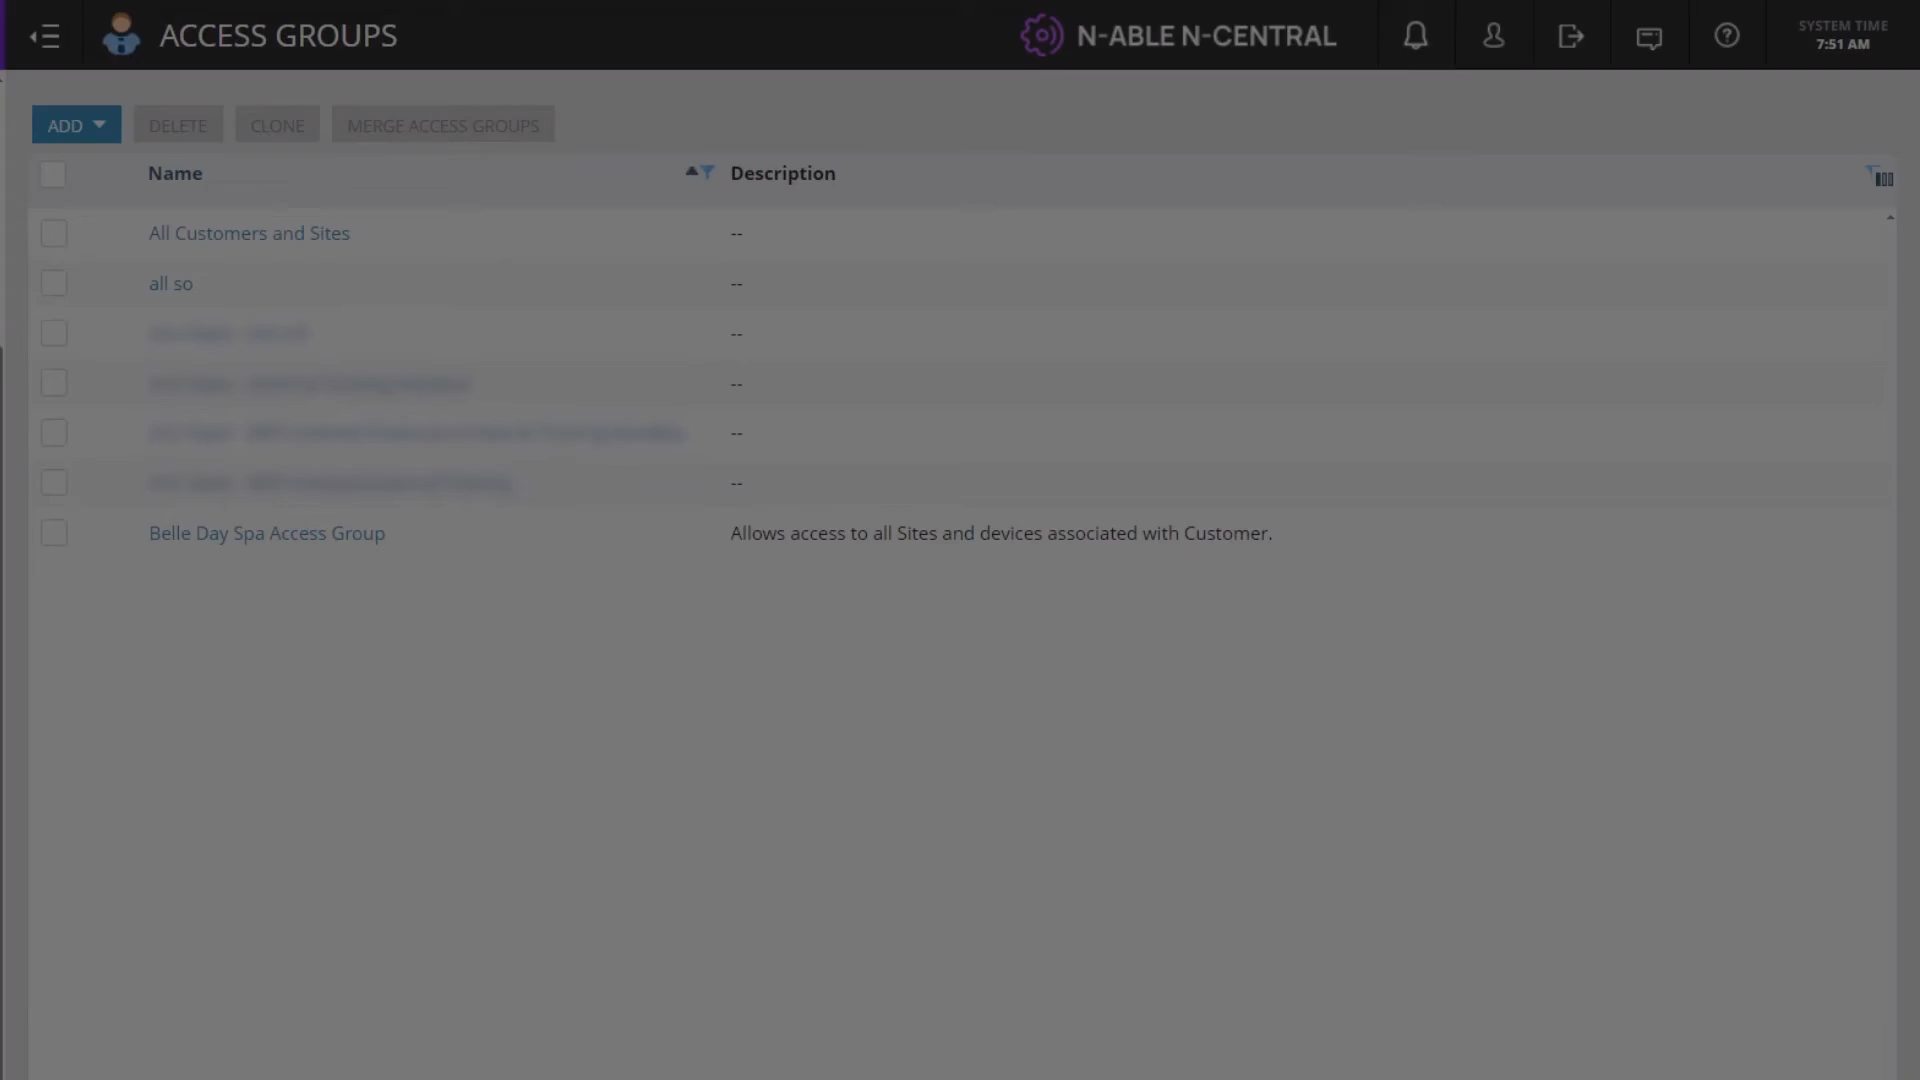 ACCESS GROUPS
N-ABLE N-CENTRAL
SYSTEM TIME
7:51 AM
ADD
DELETE
CLONE
MERGE ACCESS GROUPS
Name
Description
All Customers and Sites
--
all so
--
--
--
--
--
Belle Day Spa Access Group
Allows access to all Sites and devices associated with Customer.